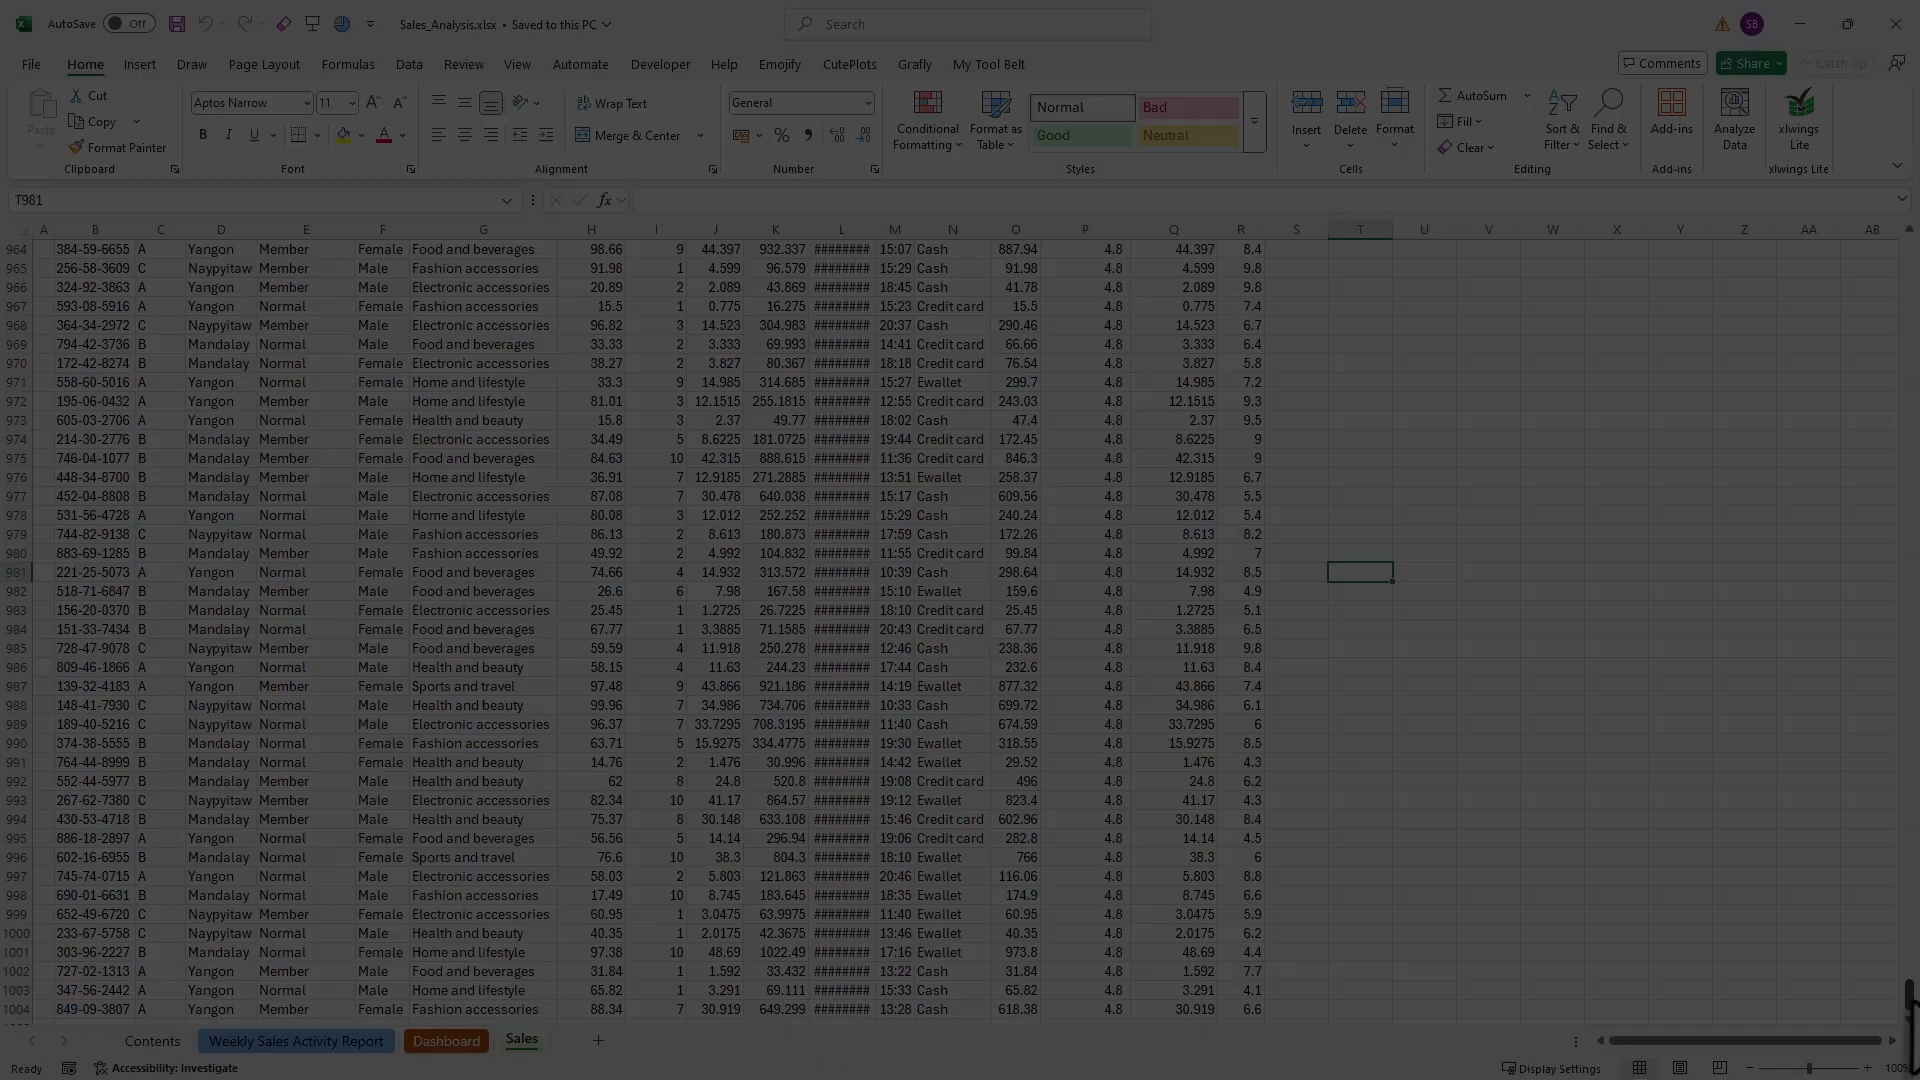 AutoSave Off Sales_Analysis.xlsx • Saved to this PC Search SB
File Home Insert Draw Page Layout Formulas Data Review View Automate Developer Help Emojify CutePlots Grafly My Tool Belt Comments Share Catch up
Paste Cut Copy Format Painter Clipboard
Aptos Narrow 11 B I U Font
Wrap Text Merge & Center Alignment
General % Number
Conditional Formatting Format as Table Normal Bad Good Neutral Styles
Insert Delete Format Cells
AutoSum Fill Clear Sort & Filter Find & Select Editing
Add-ins Add-ins
Analyze Data
xlwings Lite xlwings Lite
T981 fx
A B C D E F G H I J K L M N O P Q R S T U V W X Y Z AA AB
964 384-59-6655 A Yangon Member Female Food and beverages 98.66 9 44.397 932.337 ######## 15:07 Cash 887.94 4.8 44.397 8.4
965 256-58-3609 C Naypyitaw Member Male Fashion accessories 91.98 1 4.599 96.579 ######## 15:29 Cash 91.98 4.8 4.599 9.8
966 324-92-3863 A Yangon Member Male Electronic accessories 20.89 2 2.089 43.869 ######## 18:45 Cash 41.78 4.8 2.089 9.8
967 593-08-5916 A Yangon Normal Female Fashion accessories 15.5 1 0.775 16.275 ######## 15:23 Credit card 15.5 4.8 0.775 7.4
968 364-34-2972 C Naypyitaw Member Male Electronic accessories 96.82 3 14.523 304.983 ######## 20:37 Cash 290.46 4.8 14.523 6.7
969 794-42-3736 B Mandalay Normal Male Food and beverages 33.33 2 3.333 69.993 ######## 14:41 Credit card 66.66 4.8 3.333 6.4
970 172-42-8274 B Mandalay Normal Female Electronic accessories 38.27 2 3.827 80.367 ######## 18:18 Credit card 76.54 4.8 3.827 5.8
971 558-60-5016 A Yangon Normal Female Home and lifestyle 33.3 9 14.985 314.685 ######## 15:27 Ewallet 299.7 4.8 14.985 7.2
972 195-06-0432 A Yangon Member Male Home and lifestyle 81.01 3 12.1515 255.1815 ######## 12:55 Credit card 243.03 4.8 12.1515 9.3
973 605-03-2706 A Yangon Normal Female Health and beauty 15.8 3 2.37 49.77 ######## 18:02 Cash 47.4 4.8 2.37 9.5
974 214-30-2776 B Mandalay Member Female Electronic accessories 34.49 5 8.6225 181.0725 ######## 19:44 Credit card 172.45 4.8 8.6225 9
975 746-04-1077 B Mandalay Member Female Food and beverages 84.63 10 42.315 888.615 ######## 11:36 Credit card 846.3 4.8 42.315 9
976 448-34-8700 B Mandalay Member Male Home and lifestyle 36.91 7 12.9185 271.2885 ######## 13:51 Ewallet 258.37 4.8 12.9185 6.7
977 452-04-8808 B Mandalay Normal Male Electronic accessories 87.08 7 30.478 640.038 ######## 15:17 Cash 609.56 4.8 30.478 5.5
978 531-56-4728 A Yangon Normal Male Home and lifestyle 80.08 3 12.012 252.252 ######## 15:29 Cash 240.24 4.8 12.012 5.4
979 744-82-9138 C Naypyitaw Normal Male Fashion accessories 86.13 2 8.613 180.873 ######## 17:59 Cash 172.26 4.8 8.613 8.2
980 883-69-1285 B Mandalay Member Male Fashion accessories 49.92 2 4.992 104.832 ######## 11:55 Credit card 99.84 4.8 4.992 7
981 221-25-5073 A Yangon Normal Female Food and beverages 74.66 4 14.932 313.572 ######## 10:39 Cash 298.64 4.8 14.932 8.5
982 518-71-6847 B Mandalay Member Male Food and beverages 26.6 6 7.98 167.58 ######## 15:10 Ewallet 159.6 4.8 7.98 4.9
983 156-20-0370 B Mandalay Normal Female Electronic accessories 25.45 1 1.2725 26.7225 ######## 18:10 Credit card 25.45 4.8 1.2725 5.1
984 151-33-7434 B Mandalay Normal Female Food and beverages 67.77 1 3.3885 71.1585 ######## 20:43 Credit card 67.77 4.8 3.3885 6.5
985 728-47-9078 C Naypyitaw Member Male Food and beverages 59.59 4 11.918 250.278 ######## 12:46 Cash 238.36 4.8 11.918 9.8
986 809-46-1866 A Yangon Normal Male Health and beauty 58.15 4 11.63 244.23 ######## 17:44 Cash 232.6 4.8 11.63 8.4
987 139-32-4183 A Yangon Member Female Sports and travel 97.48 9 43.866 921.186 ######## 14:19 Ewallet 877.32 4.8 43.866 7.4
988 148-41-7930 C Naypyitaw Normal Male Health and beauty 99.96 7 34.986 734.706 ######## 10:33 Cash 699.72 4.8 34.986 6.1
989 189-40-5216 C Naypyitaw Normal Male Electronic accessories 96.37 7 33.7295 708.3195 ######## 11:40 Cash 674.59 4.8 33.7295 6
990 374-38-5555 B Mandalay Normal Female Fashion accessories 63.71 5 15.9275 334.4775 ######## 19:30 Ewallet 318.55 4.8 15.9275 8.5
991 764-44-8999 B Mandalay Normal Female Health and beauty 14.76 2 1.476 30.996 ######## 14:42 Ewallet 29.52 4.8 1.476 4.3
992 552-44-5977 B Mandalay Member Male Health and beauty 62 8 24.8 520.8 ######## 19:08 Credit card 496 4.8 24.8 6.2
993 267-62-7380 C Naypyitaw Member Male Electronic accessories 82.34 10 41.17 864.57 ######## 19:12 Ewallet 823.4 4.8 41.17 4.3
994 430-53-4718 B Mandalay Member Male Health and beauty 75.37 8 30.148 633.108 ######## 15:46 Credit card 602.96 4.8 30.148 8.4
995 886-18-2897 A Yangon Normal Female Food and beverages 56.56 5 14.14 296.94 ######## 19:06 Credit card 282.8 4.8 14.14 4.5
996 602-16-6955 B Mandalay Normal Female Sports and travel 76.6 10 38.3 804.3 ######## 18:10 Ewallet 766 4.8 38.3 6
997 745-74-0715 A Yangon Normal Male Electronic accessories 58.03 2 5.803 121.863 ######## 20:46 Ewallet 116.06 4.8 5.803 8.8
998 690-01-6631 B Mandalay Normal Male Fashion accessories 17.49 10 8.745 183.645 ######## 18:35 Ewallet 174.9 4.8 8.745 6.6
999 652-49-6720 C Naypyitaw Member Female Electronic accessories 60.95 1 3.0475 63.9975 ######## 11:40 Ewallet 60.95 4.8 3.0475 5.9
1000 233-67-5758 C Naypyitaw Normal Male Health and beauty 40.35 1 2.0175 42.3675 ######## 13:46 Ewallet 40.35 4.8 2.0175 6.2
1001 303-96-2227 B Mandalay Normal Female Home and lifestyle 97.38 10 48.69 1022.49 ######## 17:16 Ewallet 973.8 4.8 48.69 4.4
1002 727-02-1313 A Yangon Member Male Food and beverages 31.84 1 1.592 33.432 ######## 13:22 Cash 31.84 4.8 1.592 7.7
1003 347-56-2442 A Yangon Normal Male Home and lifestyle 65.82 1 3.291 69.111 ######## 15:33 Cash 65.82 4.8 3.291 4.1
1004 849-09-3807 A Yangon Member Female Fashion accessories 88.34 7 30.919 649.299 ######## 13:28 Cash 618.38 4.8 30.919 6.6
Contents Weekly Sales Activity Report Dashboard Sales +
Ready Accessibility: Investigate Display Settings 100%